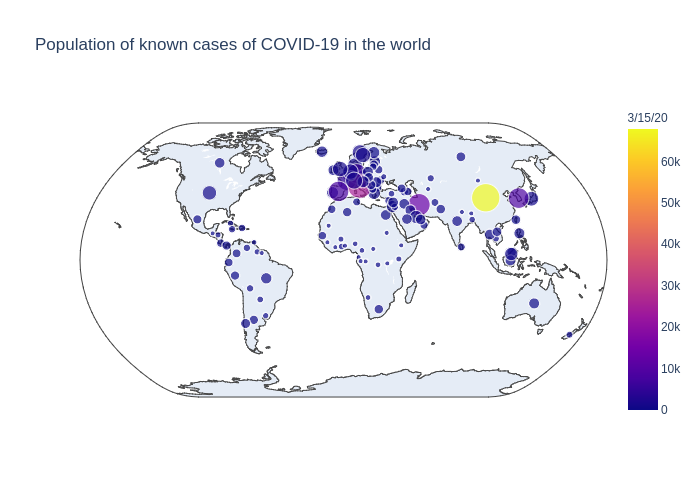 Population of known cases of COVID-19 in the world
3/15/20
60k
50k
40k
30k
20k
10k
0